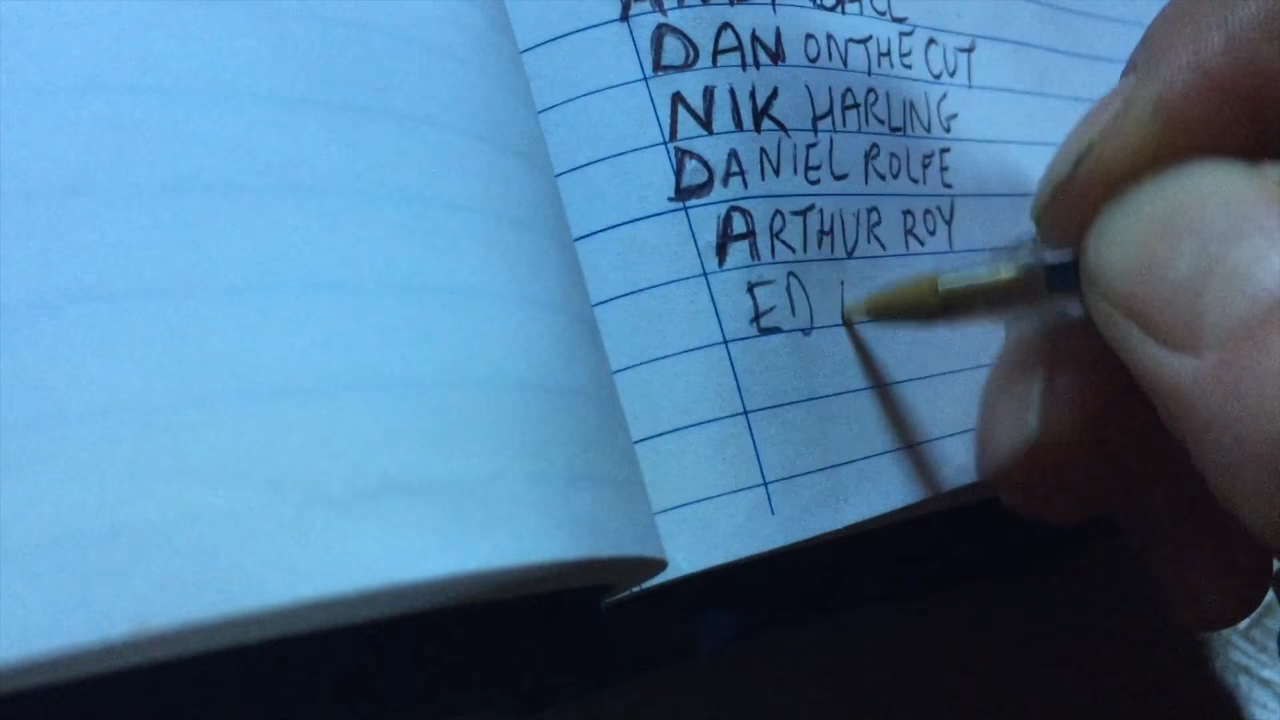 DAN ON THE CUT
NIK HARLING
DANIEL ROLFE
ARTHUR ROY
ED